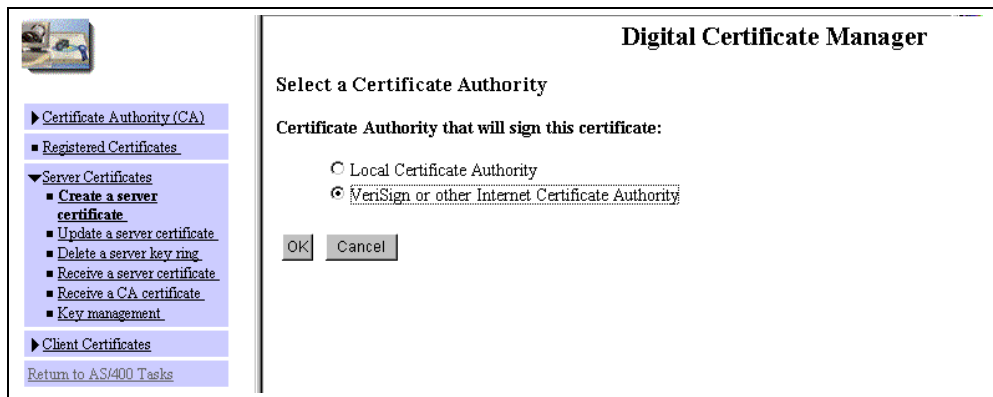 Digital Certificate Manager
Certificate Authority (CA)
Registered Certificates
Server Certificates
Create a server
certificate
Update a server certificate
Delete a server key ring
Receive a server certificate
Receive a CA certificate
Key management
Client Certificates
Return to AS/400 Tasks
Select a Certificate Authority
Certificate Authority that will sign this certificate:
Local Certificate Authority
VeriSign or other Internet Certificate Authority
OK Cancel